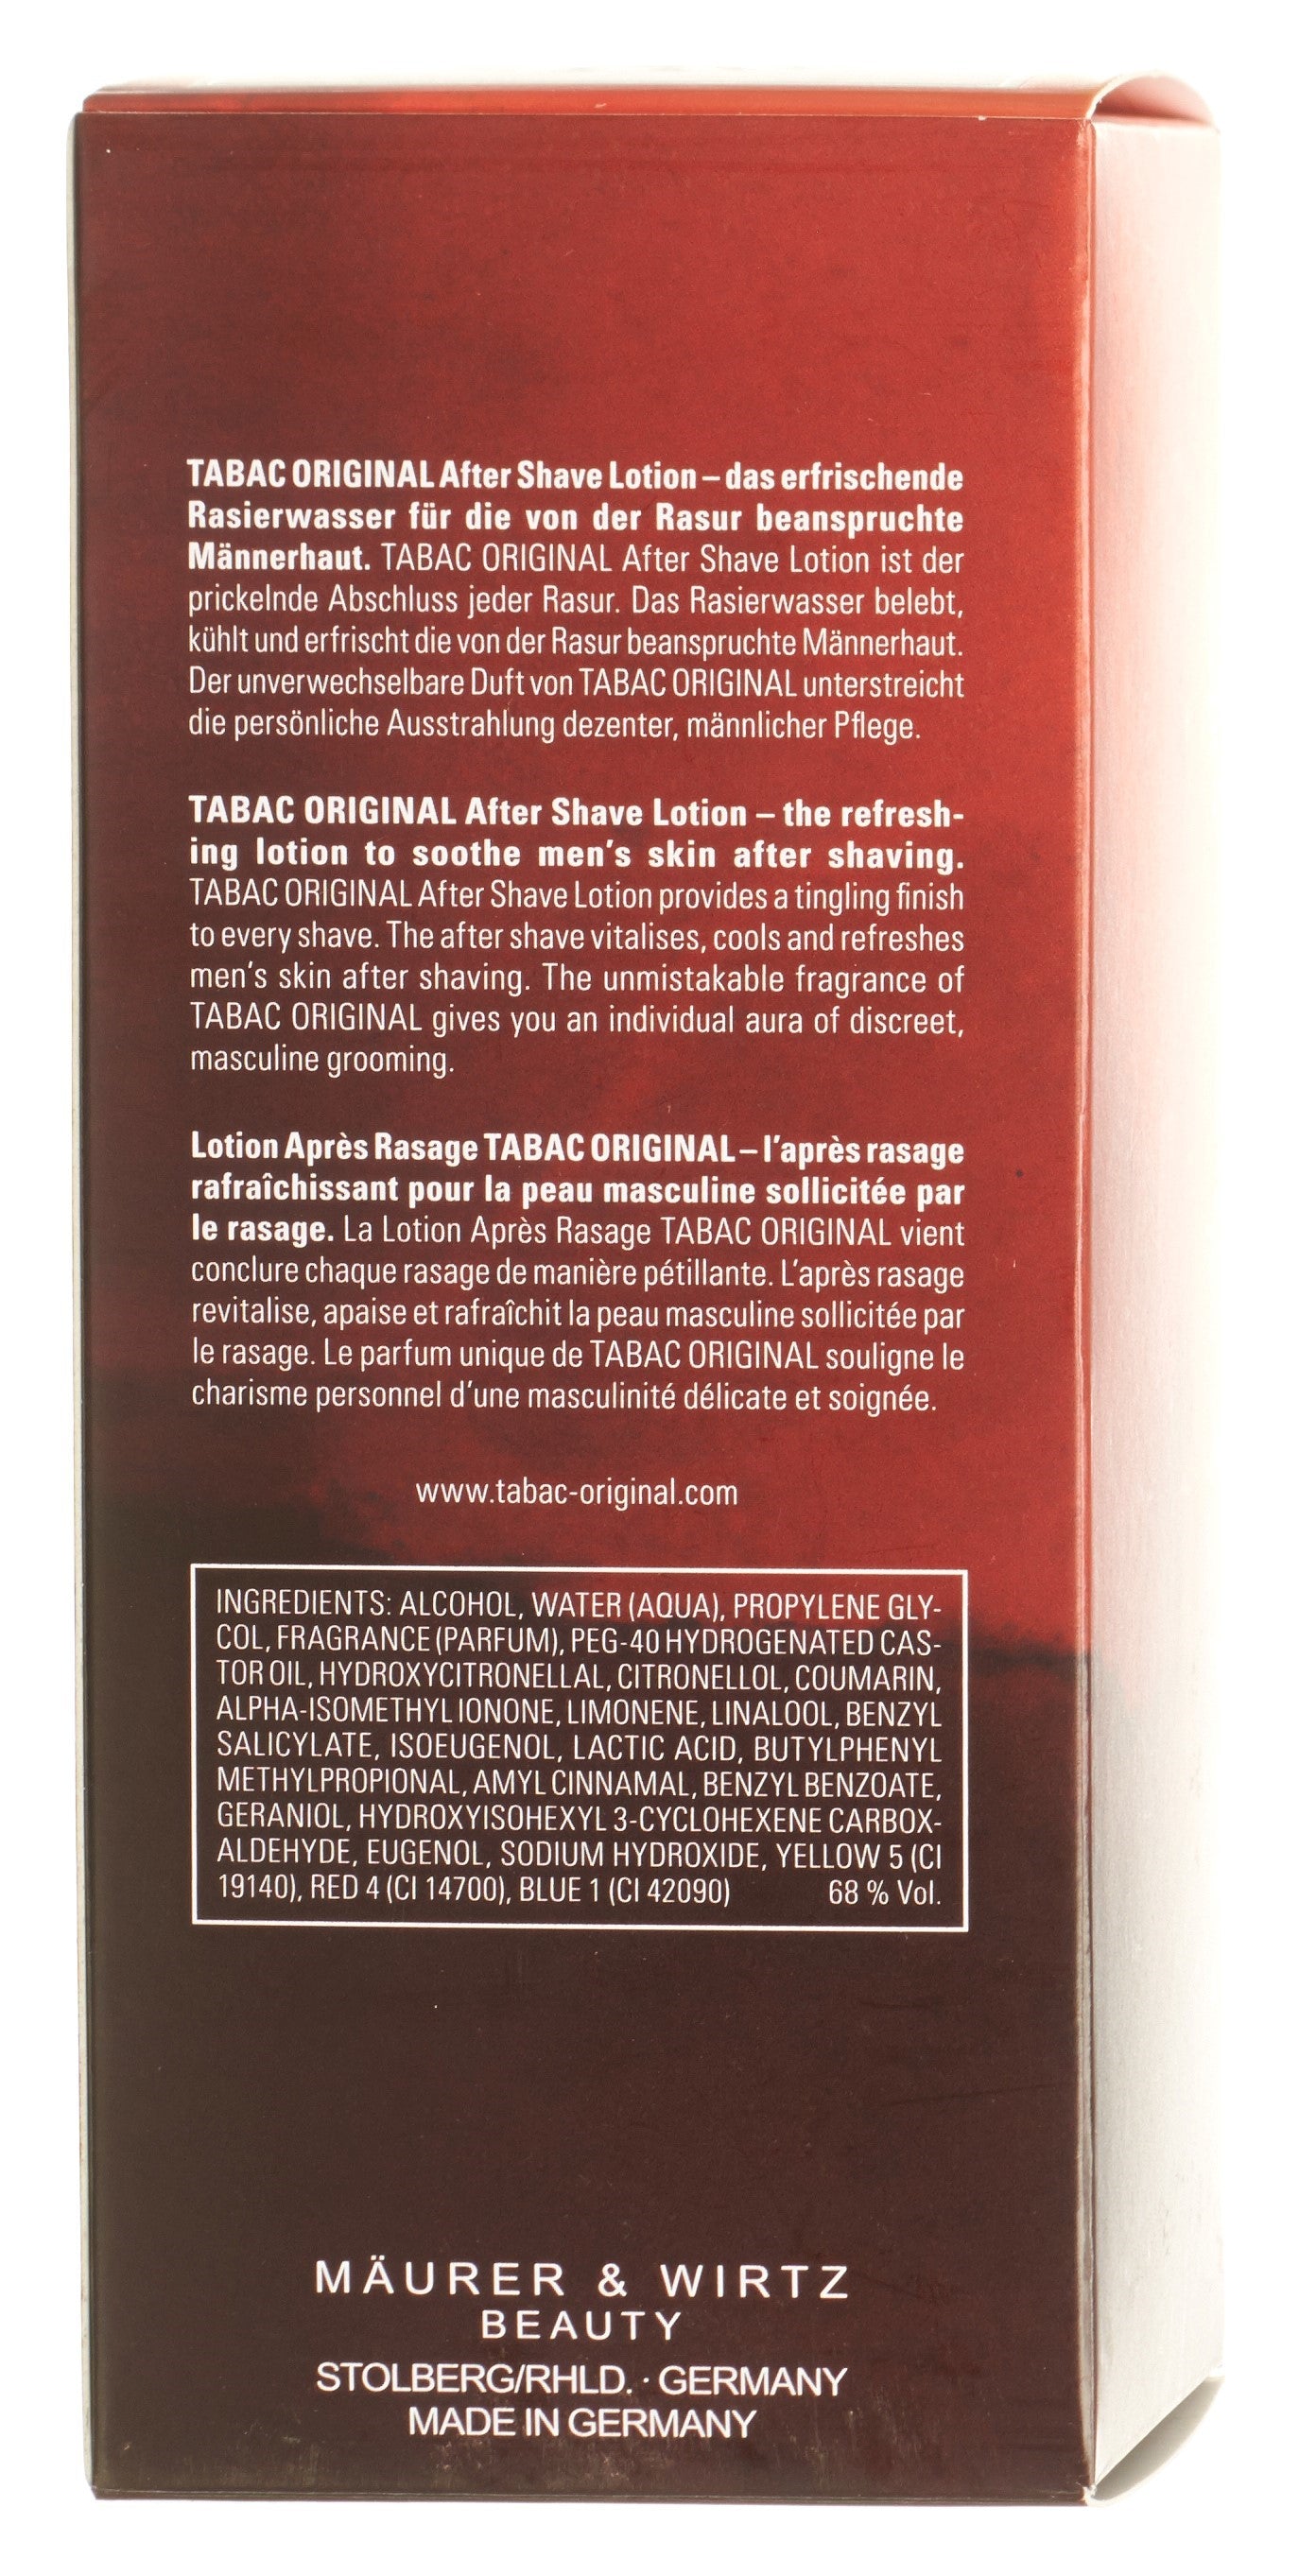 TABAC ORIGINAL After Shave Lotion – das erfrischende
Rasierwasser für die von der Rasur beanspruchte
Männerhaut. TABAC ORIGINAL After Shave Lotion ist der
prickelnde Abschluss jeder Rasur. Das Rasierwasser belebt,
kühlt und erfrischt die von der Rasur beanspruchte Männerhaut.
Der unverwechselbare Duft von TABAC ORIGINAL unterstreicht
die persönliche Ausstrahlung dezenter, männlicher Pflege.
TABAC ORIGINAL After Shave Lotion – the refresh-
ing lotion to soothe men's skin after shaving.
TABAC ORIGINAL After Shave Lotion provides a tingling finish
to every shave. The after shave vitalises, cools and refreshes
men's skin after shaving. The unmistakable fragrance of
TABAC ORIGINAL gives you an individual aura of discreet,
masculine grooming.
Lotion Après Rasage TABAC ORIGINAL – l'après rasage
rafraîchissant pour la peau masculine sollicitée par
le rasage. La Lotion Après Rasage TABAC ORIGINAL vient
conclure chaque rasage de manière pétillante. L'après rasage
revitalise, apaise et rafraîchit la peau masculine sollicitée par
le rasage. Le parfum unique de TABAC ORIGINAL souligne le
charisme personnel d'une masculinité délicate et soignée.
www.tabac-original.com
INGREDIENTS: ALCOHOL, WATER (AQUA), PROPYLENE GLY-
COL, FRAGRANCE (PARFUM), PEG-40 HYDROGENATED CAS-
TOR OIL, HYDROXYCITRONELLAL, CITRONELLOL, COUMARIN,
ALPHA-ISOMETHYL IONONE, LIMONENE, LINALOOL, BENZYL
SALICYLATE, ISOEUGENOL, LACTIC ACID, BUTYLPHENYL
METHYLPROPIONAL, AMYL CINNAMAL, BENZYL BENZOATE,
GERANIOL, HYDROXYISOHEXYL 3-CYCLOHEXENE CARBOX-
ALDEHYDE, EUGENOL, SODIUM HYDROXIDE, YELLOW 5 (CI
19140), RED 4 (CI 14700), BLUE 1 (CI 42090) 68 % Vol.
MÄURER & WIRTZ
BEAUTY
STOLBERG/RHLD. · GERMANY
MADE IN GERMANY